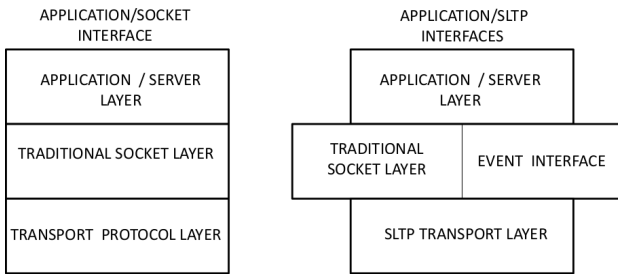 APPLICATION/SOCKET
INTERFACE
APPLICATION / SERVER
LAYER
TRADITIONAL SOCKET LAYER
TRANSPORT PROTOCOL LAYER
APPLICATION/SLTP
INTERFACES
APPLICATION / SERVER
LAYER
TRADITIONAL
SOCKET LAYER
EVENT INTERFACE
SLTP TRANSPORT LAYER